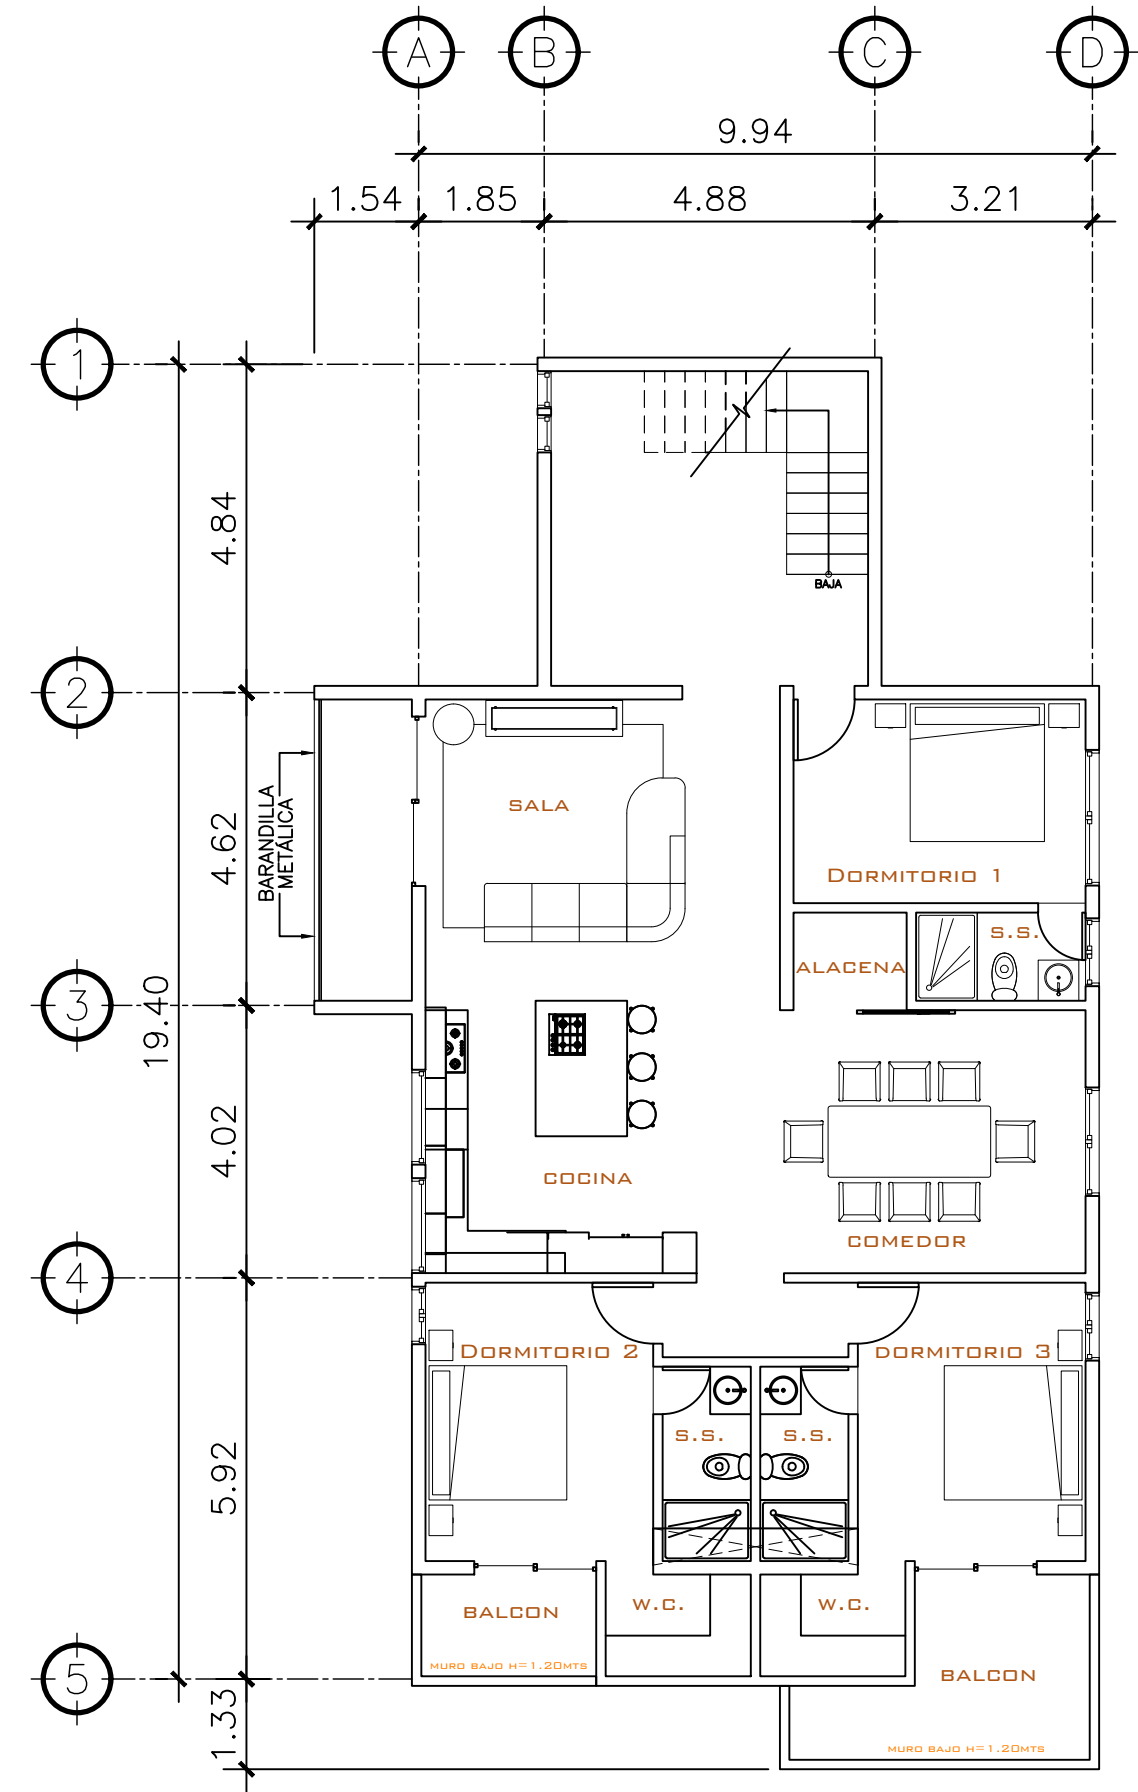 A B C D
9.94
1.54 1.85 4.88 3.21
1
4.84
BAJA
2
BARANDILLA
METÁLICA
4.62
SALA
DORMITORIO 1
S.S.
ALACENA
3
19.40
4.02
COCINA
COMEDOR
4
DORMITORIO 2
DORMITORIO 3
S.S.
S.S.
5.92
W.C.
W.C.
BALCON
MURO BAJO H=1.20MTS
5
BALCON
1.33
MURO BAJO H=1.20MTS